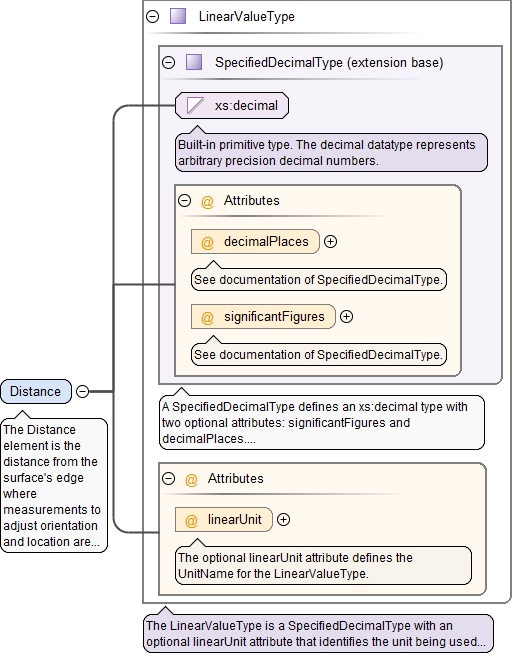 LinearValueType
SpecifiedDecimalType (extension base)
xs:decimal
Built-in primitive type. The decimal datatype represents
arbitrary precision decimal numbers.
@ Attributes
@ decimalPlaces
See documentation of SpecifiedDecimalType.
@ significantFigures
See documentation of SpecifiedDecimalType.
Distance
The Distance
element is the
distance from the
surface's edge
where
measurements to
adjust orientation
and location are...
A SpecifiedDecimalType defines an xs:decimal type with
two optional attributes: significantFigures and
decimalPlaces....
@ Attributes
@ linearUnit
The optional linearUnit attribute defines the
UnitName for the LinearValueType.
The LinearValueType is a SpecifiedDecimalType with an
optional linearUnit attribute that identifies the unit being used...